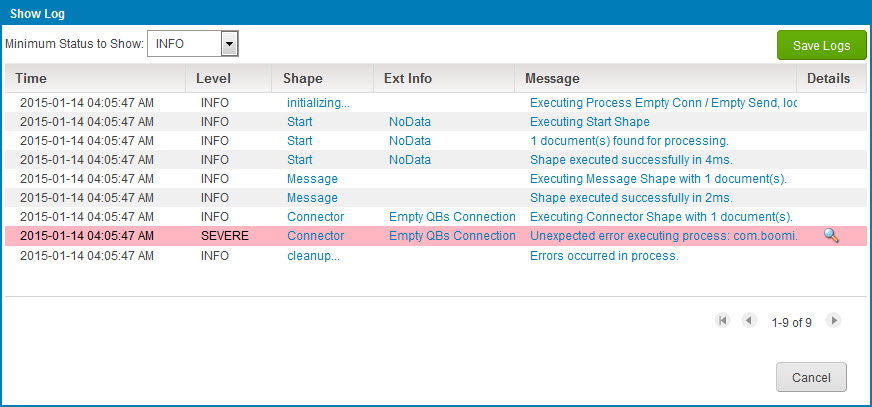 Show Log
Minimum Status to Show: INFO Save Logs
Time Level Shape Ext Info Message Details
2015-01-14 04:05:47 AM INFO initializing... Executing Process Empty Conn / Empty Send, loc
2015-01-14 04:05:47 AM INFO Start NoData Executing Start Shape
2015-01-14 04:05:47 AM INFO Start NoData 1 document(s) found for processing.
2015-01-14 04:05:47 AM INFO Start NoData Shape executed successfully in 4ms.
2015-01-14 04:05:47 AM INFO Message Executing Message Shape with 1 document(s).
2015-01-14 04:05:47 AM INFO Message Shape executed successfully in 2ms.
2015-01-14 04:05:47 AM INFO Connector Empty QBs Connection Executing Connector Shape with 1 document(s).
2015-01-14 04:05:47 AM SEVERE Connector Empty QBs Connection Unexpected error executing process: com.boomi.
2015-01-14 04:05:47 AM INFO cleanup... Errors occurred in process.
1-9 of 9
Cancel